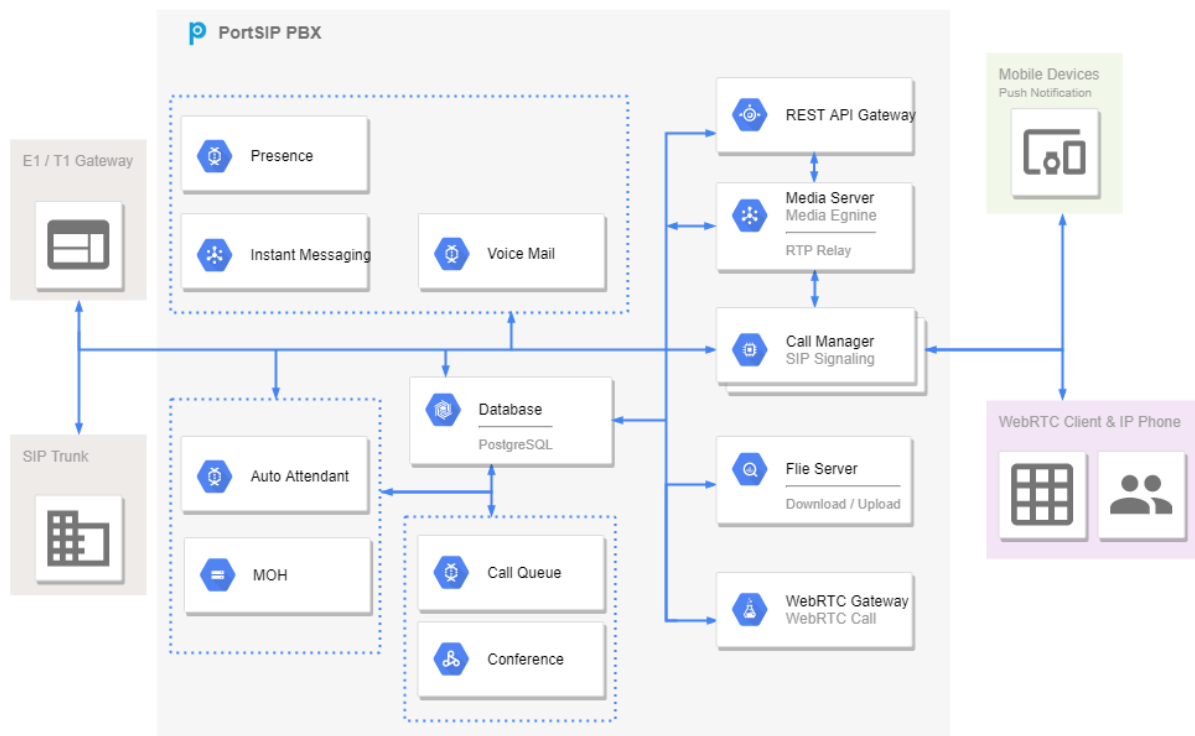 PortSIP PBX
E1 / T1 Gateway
SIP Trunk
Presence
Instant Messaging
Voice Mail
Auto Attendant
MOH
Database
PostgreSQL
Call Queue
Conference
REST API Gateway
Media Server
Media Egnine
RTP Relay
Call Manager
SIP Signaling
Flie Server
Download / Upload
WebRTC Gateway
WebRTC Call
Mobile Devices
Push Notification
WebRTC Client & IP Phone